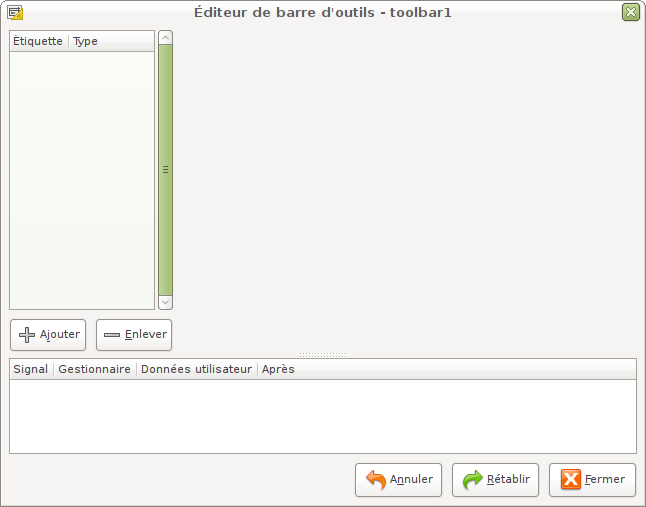 Éditeur de barre d'outils - toolbar1
Étiquette Type
Ajouter Enlever
Signal Gestionnaire Données utilisateur Après
Annuler Rétablir Fermer